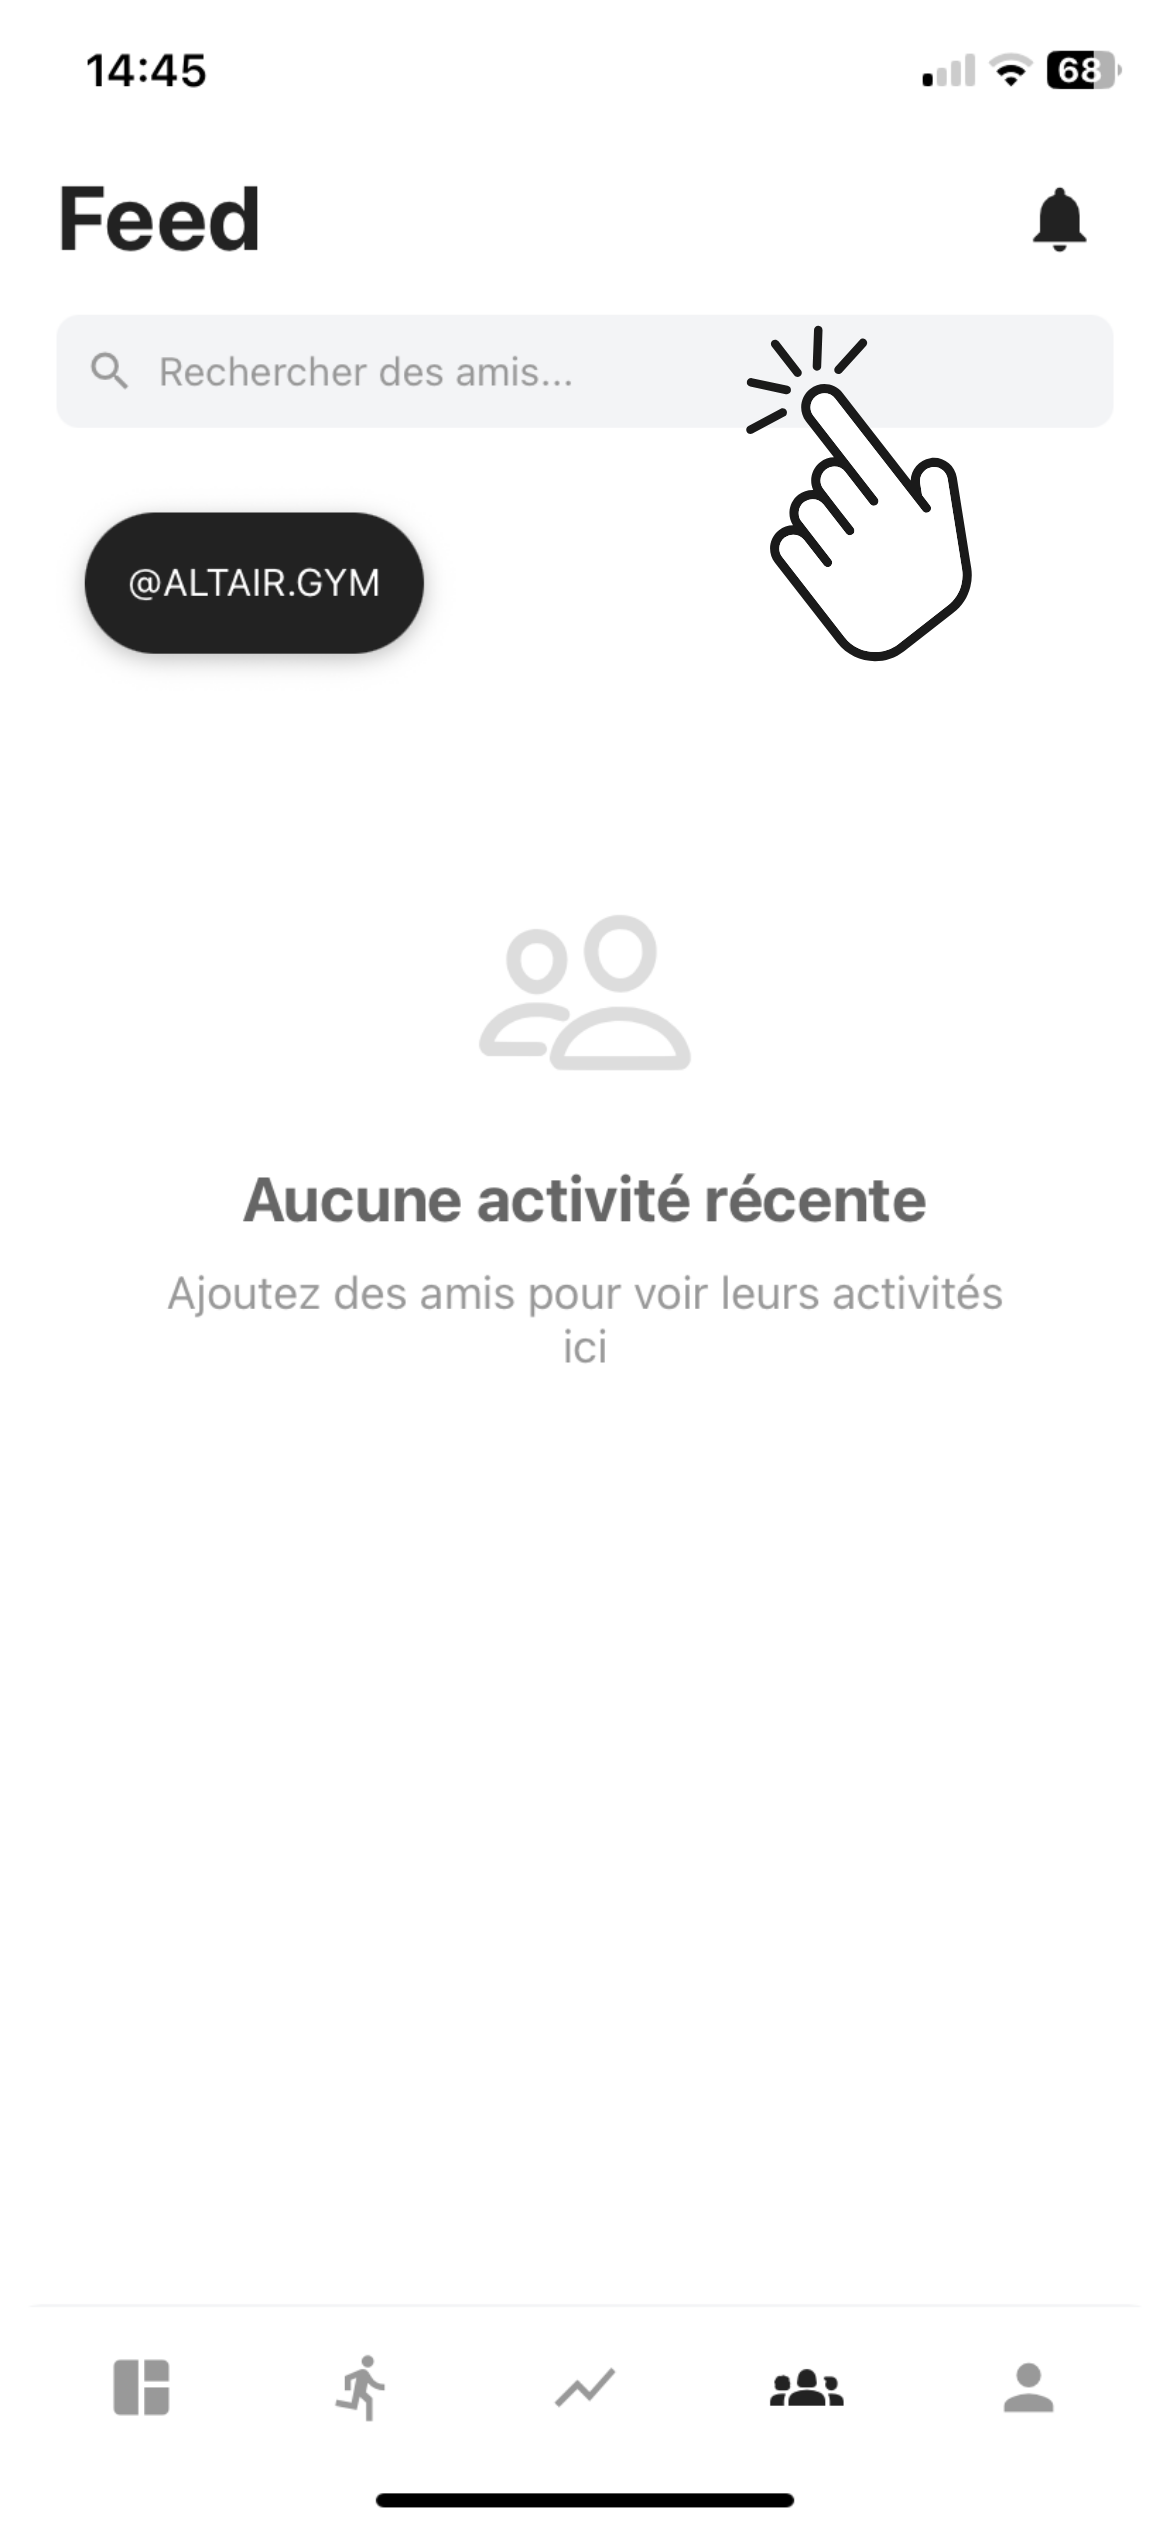 14:45
68
Feed
Rechercher des amis...
@ALTAIR.GYM
Aucune activité récente
Ajoutez des amis pour voir leurs activités
ici